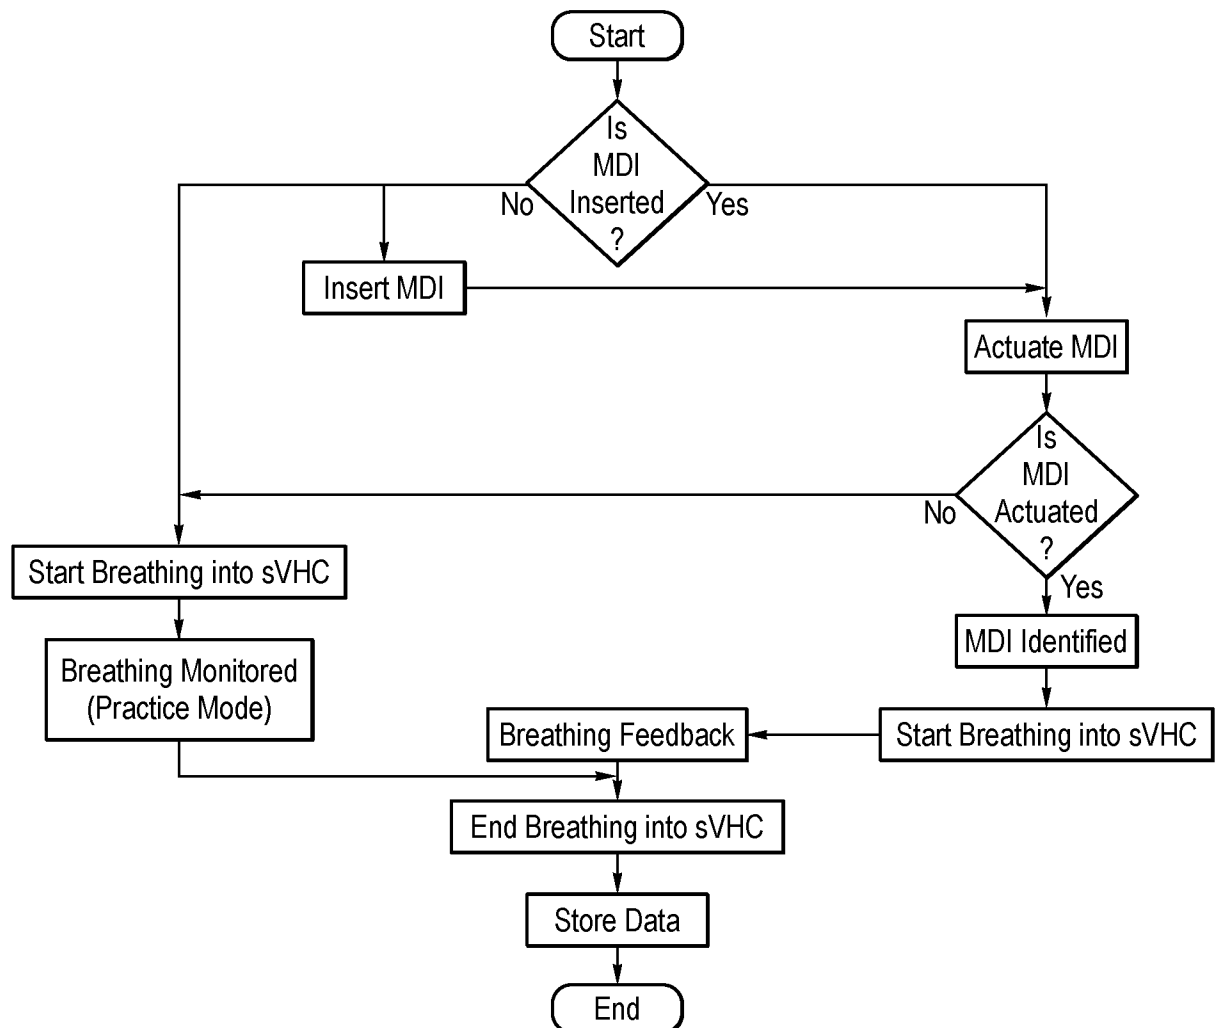 Start
Is
MDI
Inserted
?
No
Yes
Insert MDI
Actuate MDI
Is
MDI
Actuated
?
No
Yes
Start Breathing into sVHC
MDI Identified
Breathing Monitored
(Practice Mode)
Breathing Feedback
Start Breathing into sVHC
End Breathing into sVHC
Store Data
End